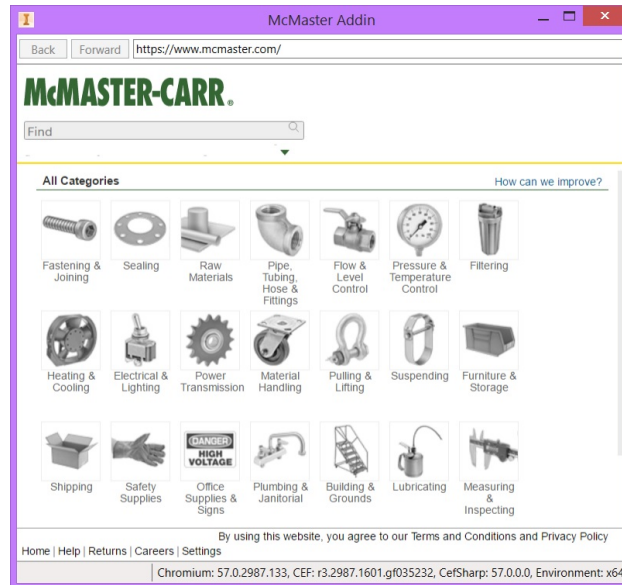 I
McMaster Addin
Back Forward https://www.mcmaster.com/
McMASTER-CARR®
Find
All Categories How can we improve?
Fastening & Joining
Sealing
Raw Materials
Pipe, Tubing, Hose & Fittings
Flow & Level Control
Pressure & Temperature Control
Filtering
Heating & Cooling
Electrical & Lighting
Power Transmission
Material Handling
Pulling & Lifting
Suspending
Furniture & Storage
DANGER
HIGH VOLTAGE
Shipping
Safety Supplies
Office Supplies & Signs
Plumbing & Janitorial
Building & Grounds
Lubricating
Measuring & Inspecting
By using this website, you agree to our Terms and Conditions and Privacy Policy
Home | Help | Returns | Careers | Settings
Chromium: 57.0.2987.133, CEF: r3.2987.1601.gf035232, CefSharp: 57.0.0.0, Environment: x64